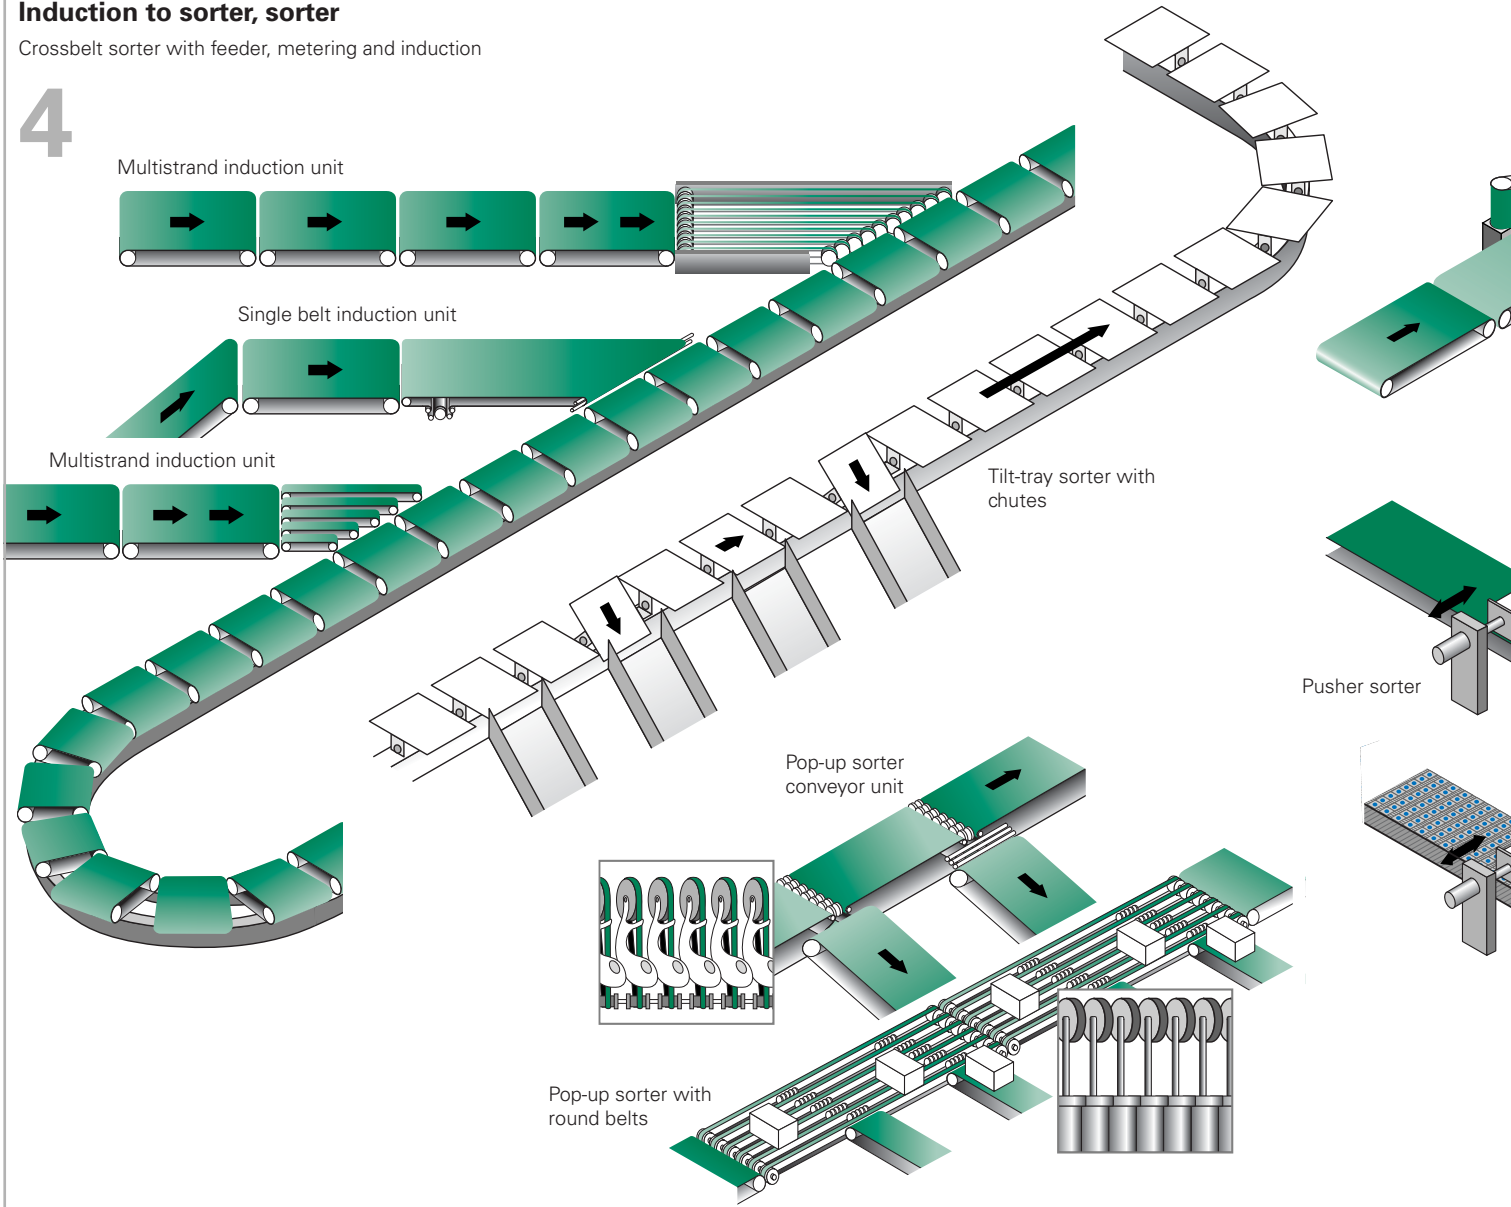 Induction to sorter, sorter
Crossbelt sorter with feeder, metering and induction
4
Multistrand induction unit
Single belt induction unit
Multistrand induction unit
Tilt-tray sorter with
chutes
Pusher sorter
Pop-up sorter
conveyor unit
Pop-up sorter with
round belts